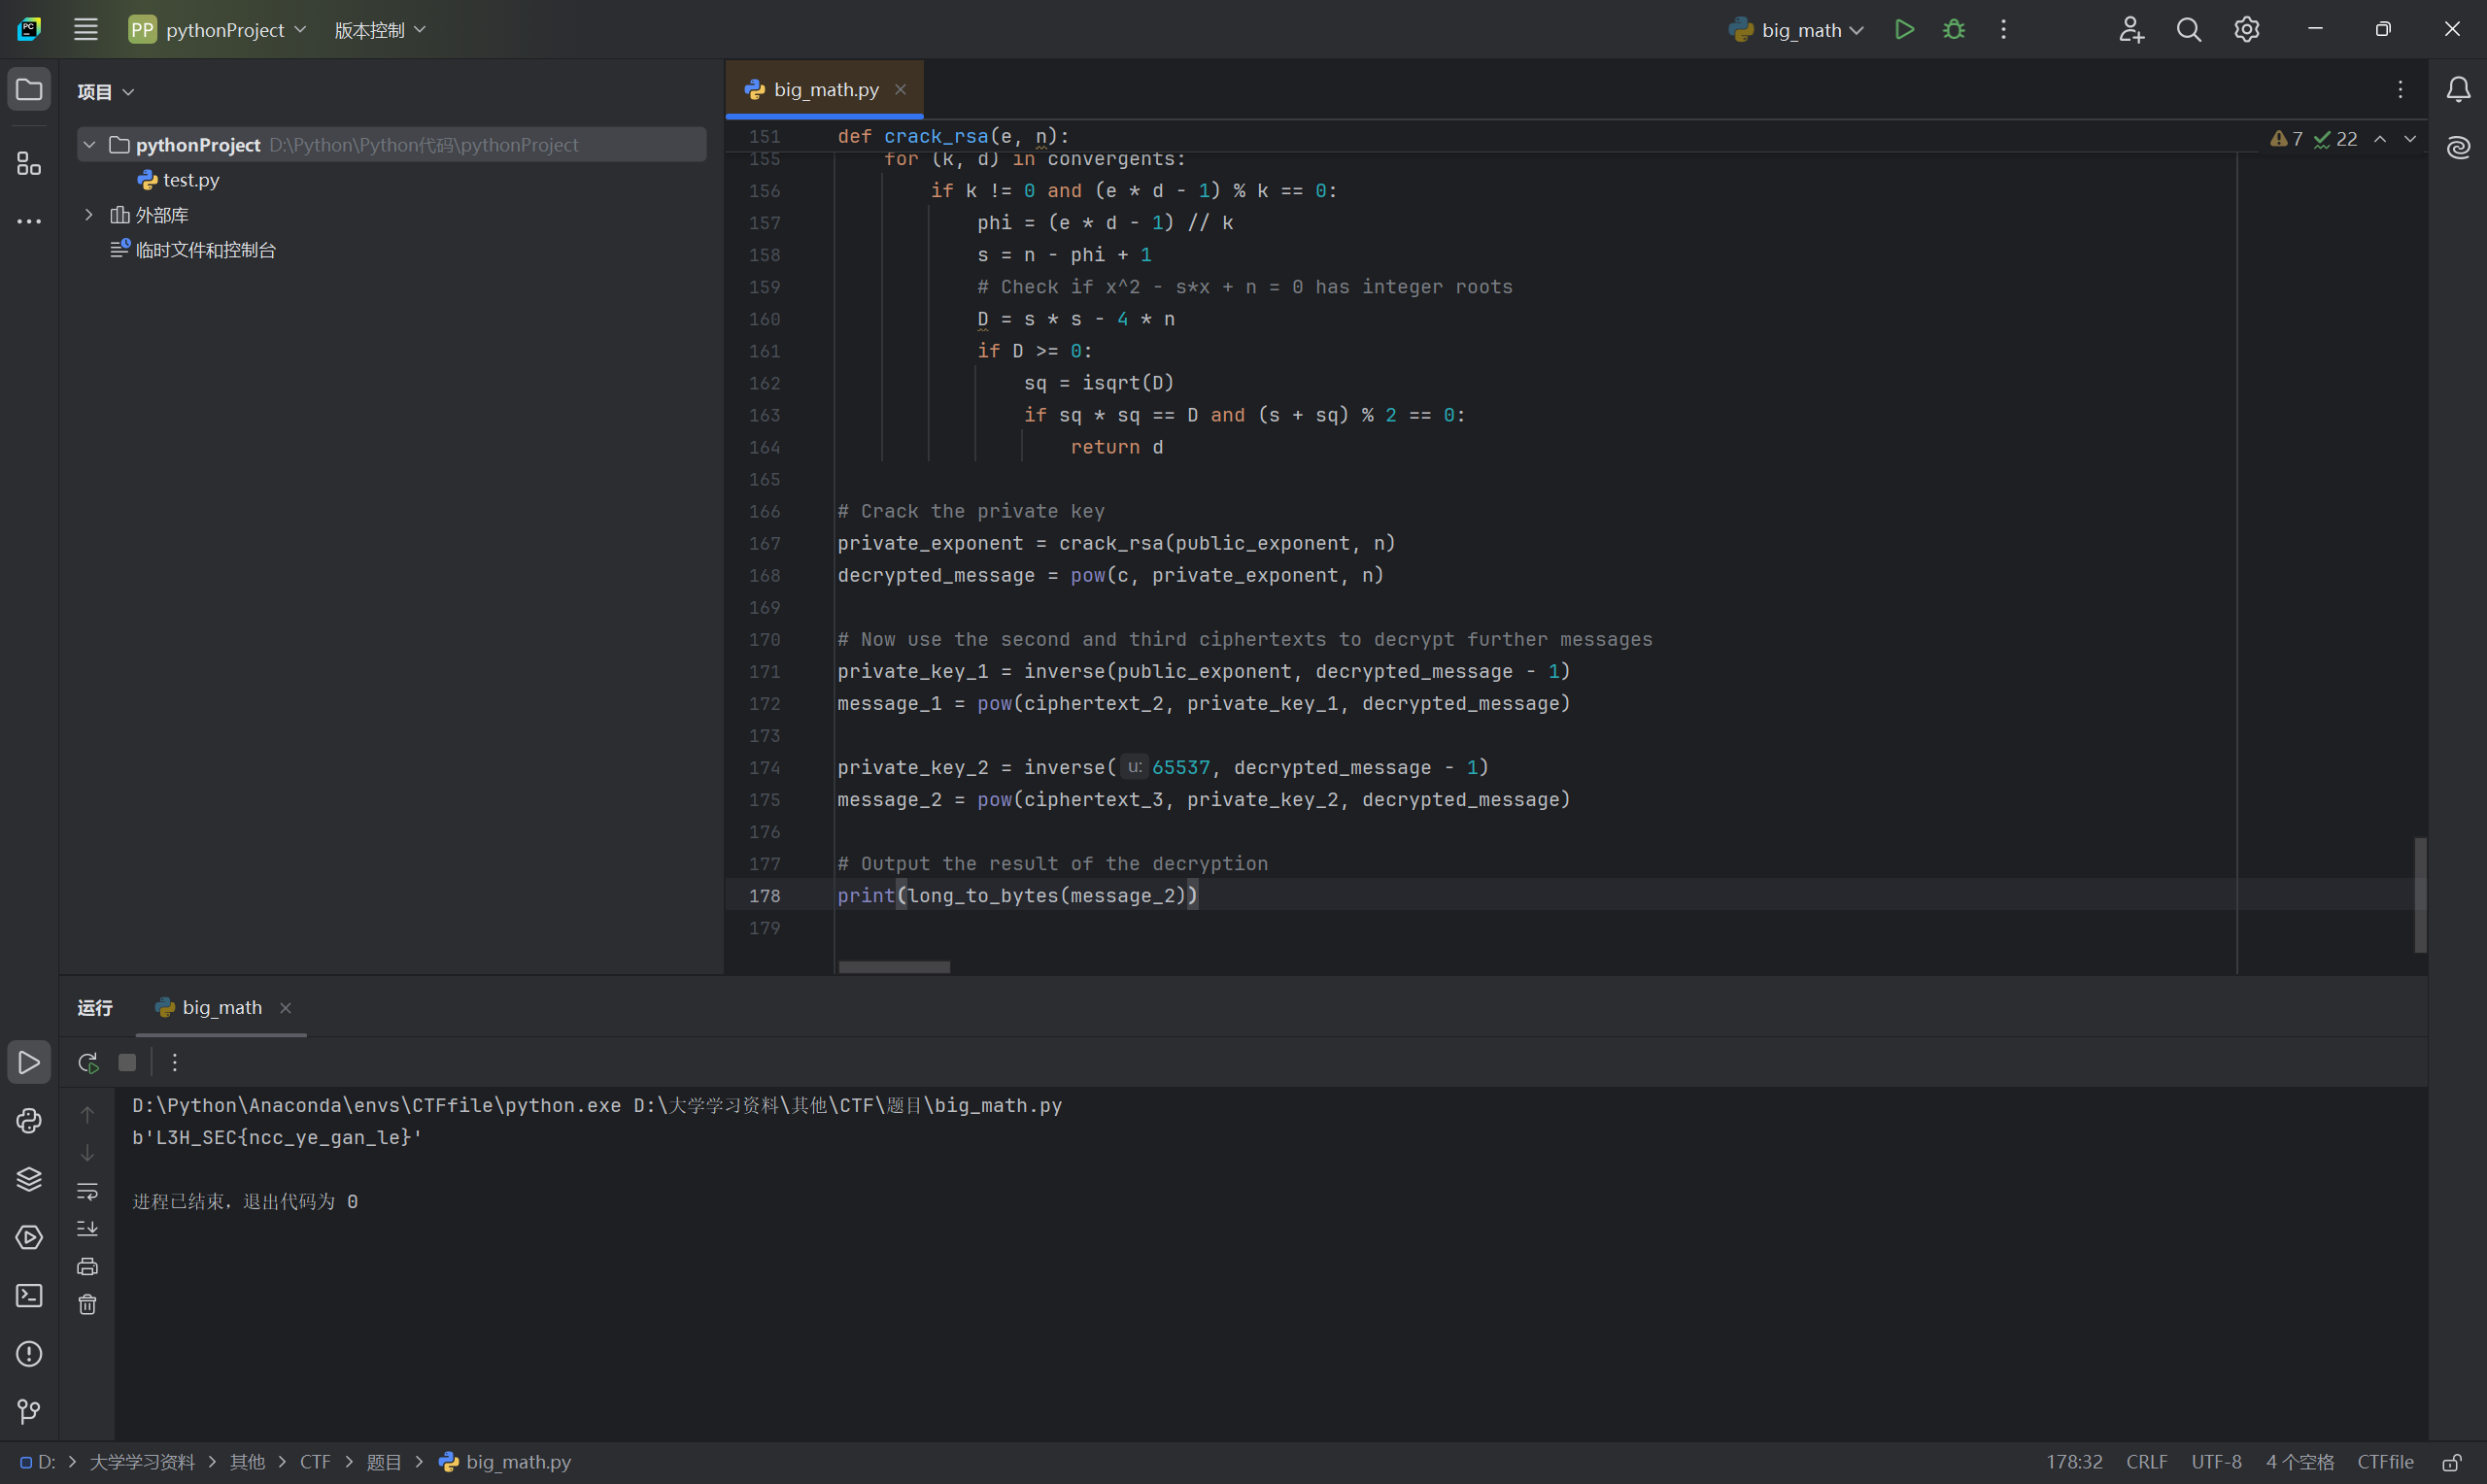 PP pythonProject 版本控制
big_math
项目
pythonProject D:\Python\Python代码\pythonProject
test.py
外部库
临时文件和控制台
big_math.py
7 22
151 def crack_rsa(e, n):
155 for (k, d) in convergents:
156 if k != 0 and (e * d - 1) % k == 0:
157 phi = (e * d - 1) // k
158 s = n - phi + 1
159 # Check if x^2 - s*x + n = 0 has integer roots
160 D = s * s - 4 * n
161 if D >= 0:
162 sq = isqrt(D)
163 if sq * sq == D and (s + sq) % 2 == 0:
164 return d
165
166 # Crack the private key
167 private_exponent = crack_rsa(public_exponent, n)
168 decrypted_message = pow(c, private_exponent, n)
169
170 # Now use the second and third ciphertexts to decrypt further messages
171 private_key_1 = inverse(public_exponent, decrypted_message - 1)
172 message_1 = pow(ciphertext_2, private_key_1, decrypted_message)
173
174 private_key_2 = inverse( u: 65537, decrypted_message - 1)
175 message_2 = pow(ciphertext_3, private_key_2, decrypted_message)
176
177 # Output the result of the decryption
178 print(long_to_bytes(message_2))
179
运行 big_math
D:\Python\Anaconda\envs\CTFfile\python.exe D:\大学学习资料\其他\CTF\题目\big_math.py
b'L3H_SEC{ncc_ye_gan_le}'
进程已结束，退出代码为 0
D: > 大学学习资料 > 其他 > CTF > 题目 > big_math.py
178:32 CRLF UTF-8 4 个空格 CTFfile